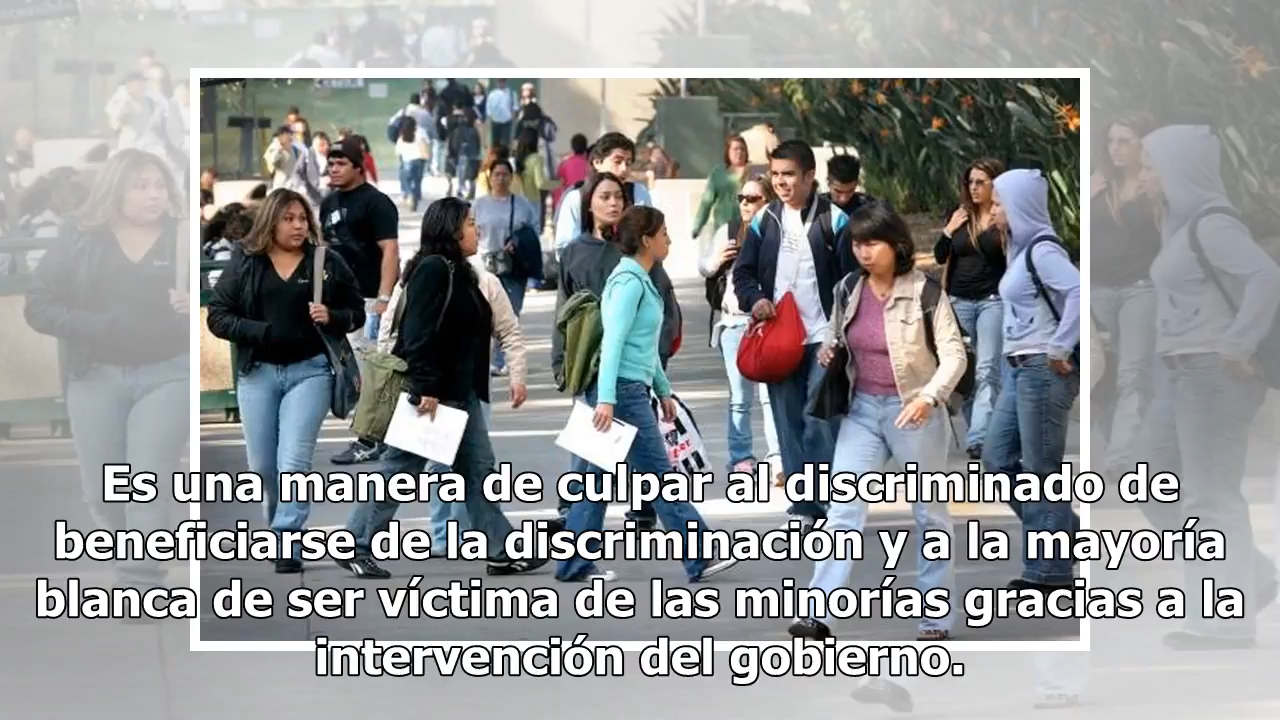 Es una manera de culpar al discriminado de
beneficiarse de la discriminación y a la mayoría
blanca de ser víctima de las minorías gracias a la
intervención del gobierno.